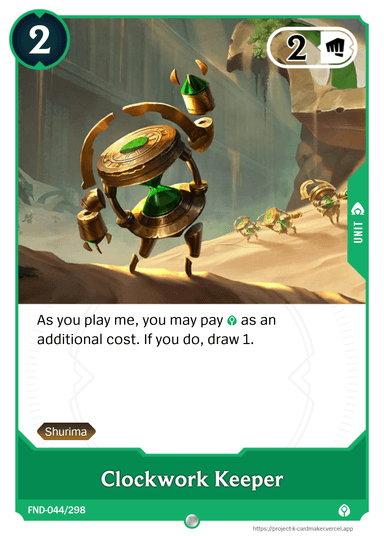 2
2
UNIT
As you play me, you may pay as an
additional cost. If you do, draw 1.
Shurima
Clockwork Keeper
FND-044/298
https://project-k-cardmaker.vercel.app